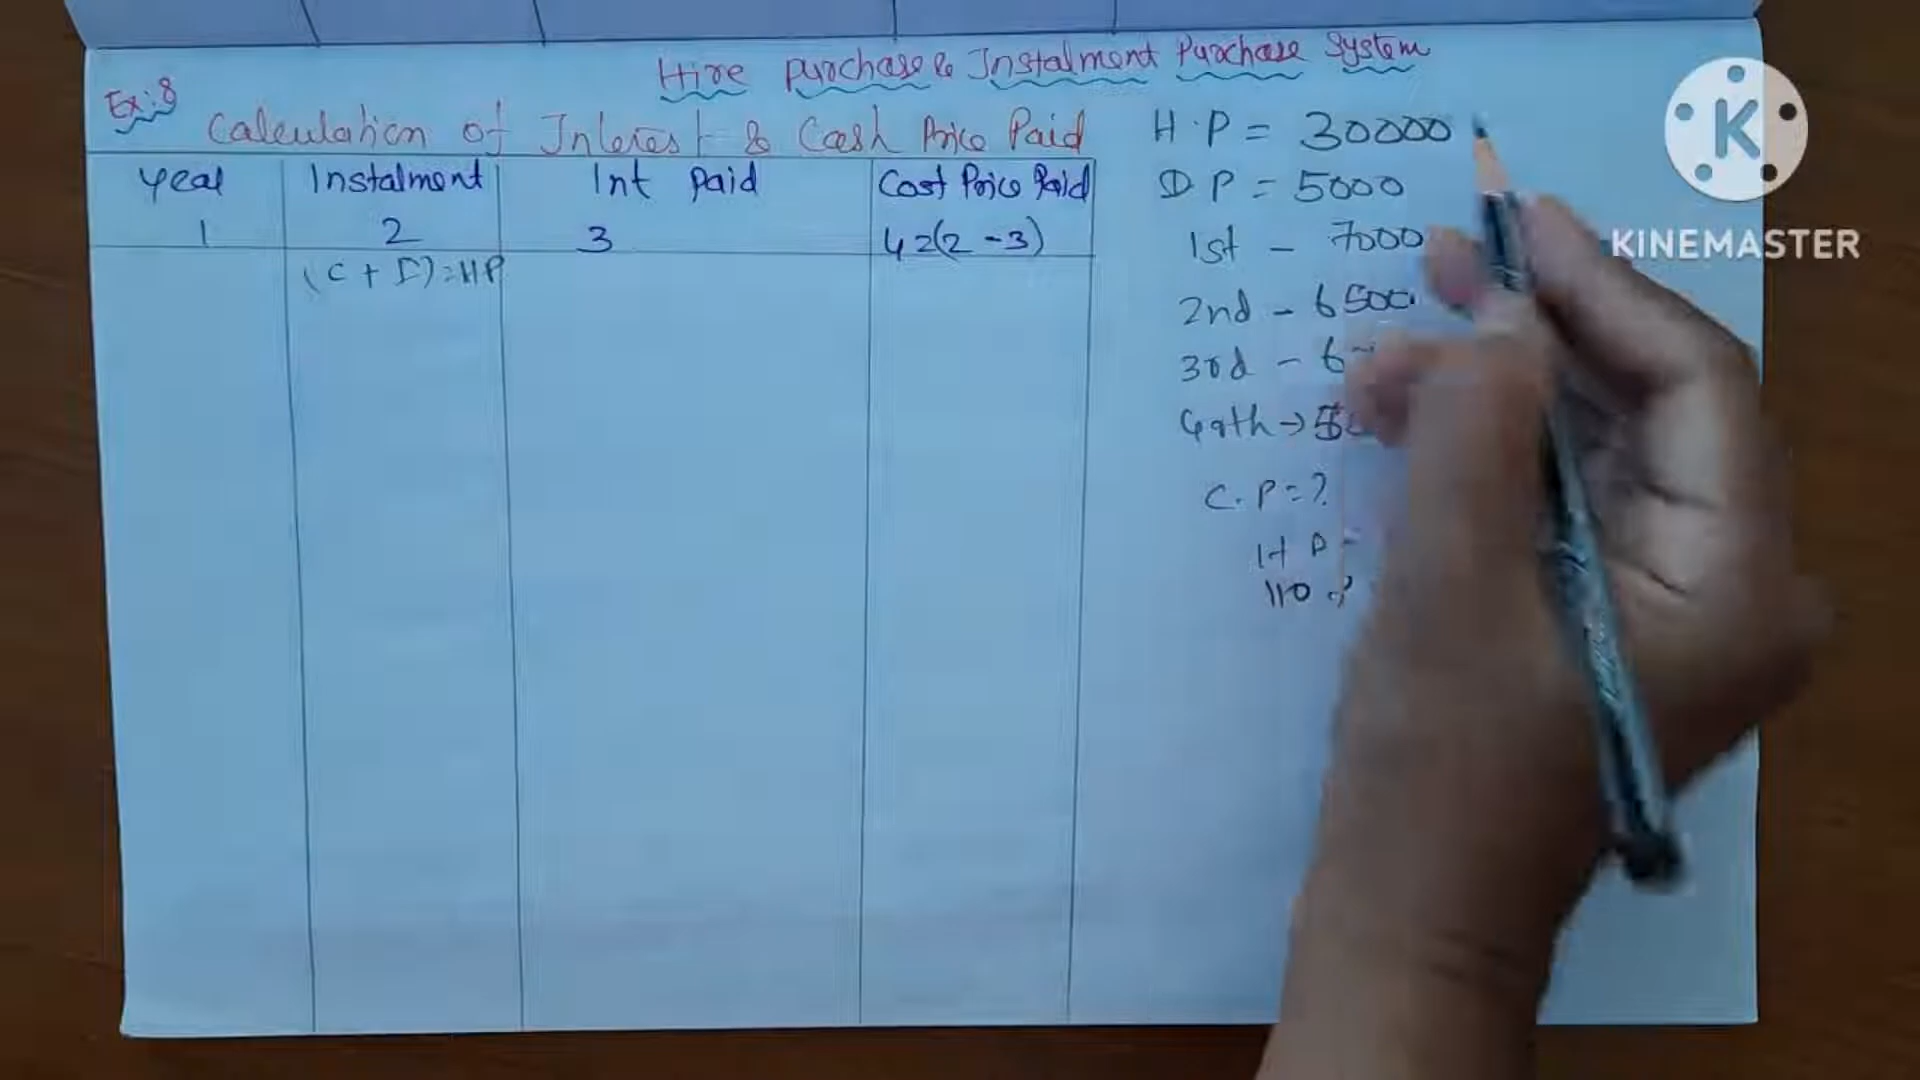 Hire purchase & Instalment Purchase System
Ex:8
Calculation of Interest & Cash Price Paid
year Instalment Int Paid Cost Price Paid
1 2 3 4=(2-3)
(C + I) = HP
H.P = 30000
D P = 5000
1st - 7000
2nd - 6500
3rd - 6
4th →
C.P = ?
H P -
K
KINEMASTER